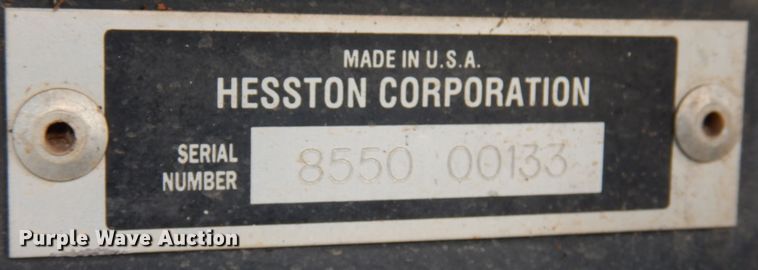 MADE IN U.S.A.
HESSTON CORPORATION
SERIAL NUMBER
8550 00133
Purple Wave Auction